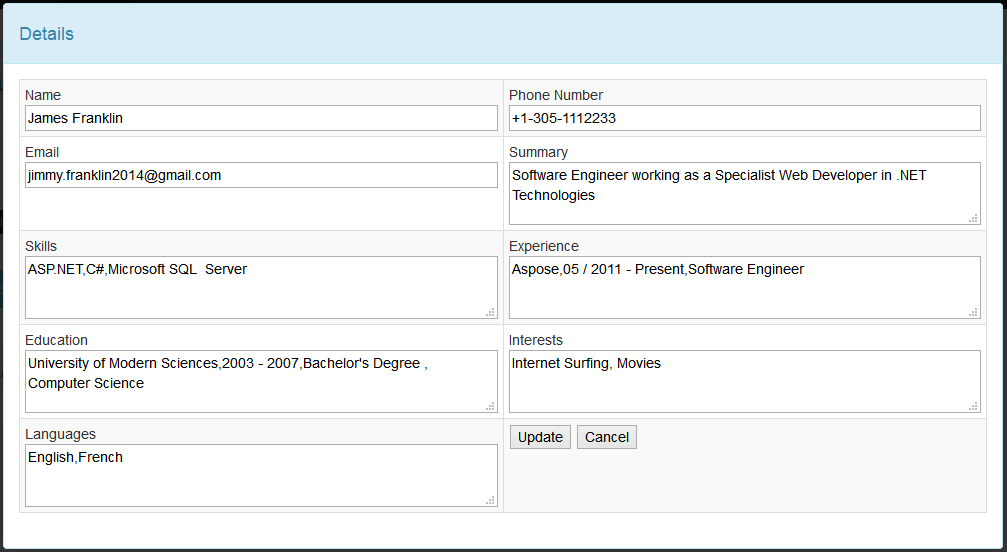 Details
Name
James Franklin
Phone Number
+1-305-1112233
Email
jimmy.franklin2014@gmail.com
Summary
Software Engineer working as a Specialist Web Developer in .NET
Technologies
Skills
ASP.NET,C#,Microsoft SQL  Server
Experience
Aspose,05 / 2011 - Present,Software Engineer
Education
University of Modern Sciences,2003 - 2007,Bachelor's Degree ,
Computer Science
Interests
Internet Surfing, Movies
Languages
English,French
Update Cancel